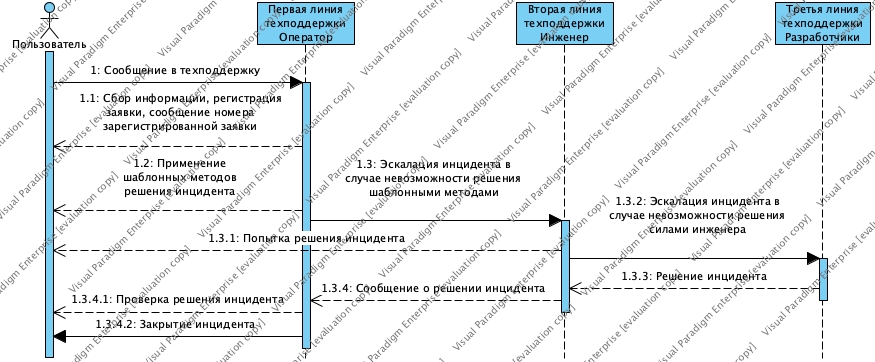 Первая линия
техподдержки
Оператор
Вторая линия
техподдержки
Инженер
Третья линия
техподдержки
Разработчики
Пользователь
1: Сообщение в техподдержку
1.1: Сбор информации, регистрация
заявки, сообщение номера
зарегистрированной заявки
1.2: Применение
шаблонных методов
решения инцидента
1.3: Эскалация инцидента в
случае невозможности решения
шаблонными методами
1.3.2: Эскалация инцидента в
случае невозможности решения
силами инженера
1.3.1: Попытка решения инцидента
1.3.3: Решение инцидента
1.3.4: Сообщение о решении инцидента
1.3.4.1: Проверка решения инцидента
1.3.4.2: Закрытие инцидента
Visual Paradigm Enterprise [evaluation copy]